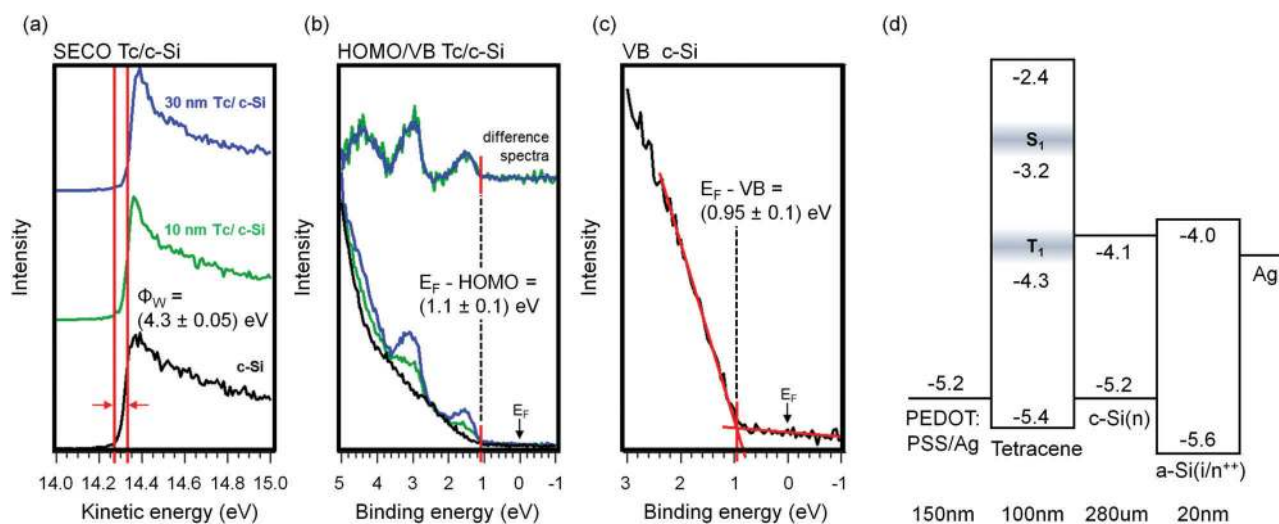 (a)
SECO Tc/c-Si
Intensity
30 nm Tc/ c-Si
10 nm Tc/ c-Si
Φw =
(4.3 ± 0.05) eV
c-Si
14.0 14.2 14.4 14.6 14.8 15.0
Kinetic energy (eV)
(b)
HOMO/VB Tc/c-Si
Intensity
difference
spectra
EF - HOMO =
(1.1 ± 0.1) eV
EF
5 4 3 2 1 0 -1
Binding energy (eV)
(c)
VB c-Si
Intensity
EF - VB =
(0.95 ± 0.1) eV
EF
3 2 1 0 -1
Binding energy (eV)
(d)
-2.4
S1
-3.2
T1
-4.3
-5.4
-5.2
PEDOT:
PSS/Ag
Tetracene
-4.1
-5.2
c-Si(n)
-4.0
-5.6
a-Si(i/n++)
Ag
150nm 100nm 280um 20nm